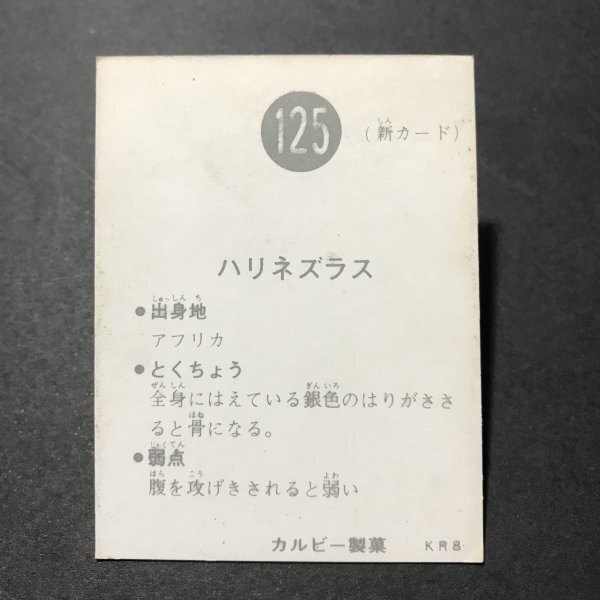 125
(新カード)
ハリネズラス
●出身地
アフリカ
●とくちょう
全身にはえている銀色のはりがささ
ると骨になる。
●弱点
腹を攻げきされると弱い
カルビー製菓 KR8